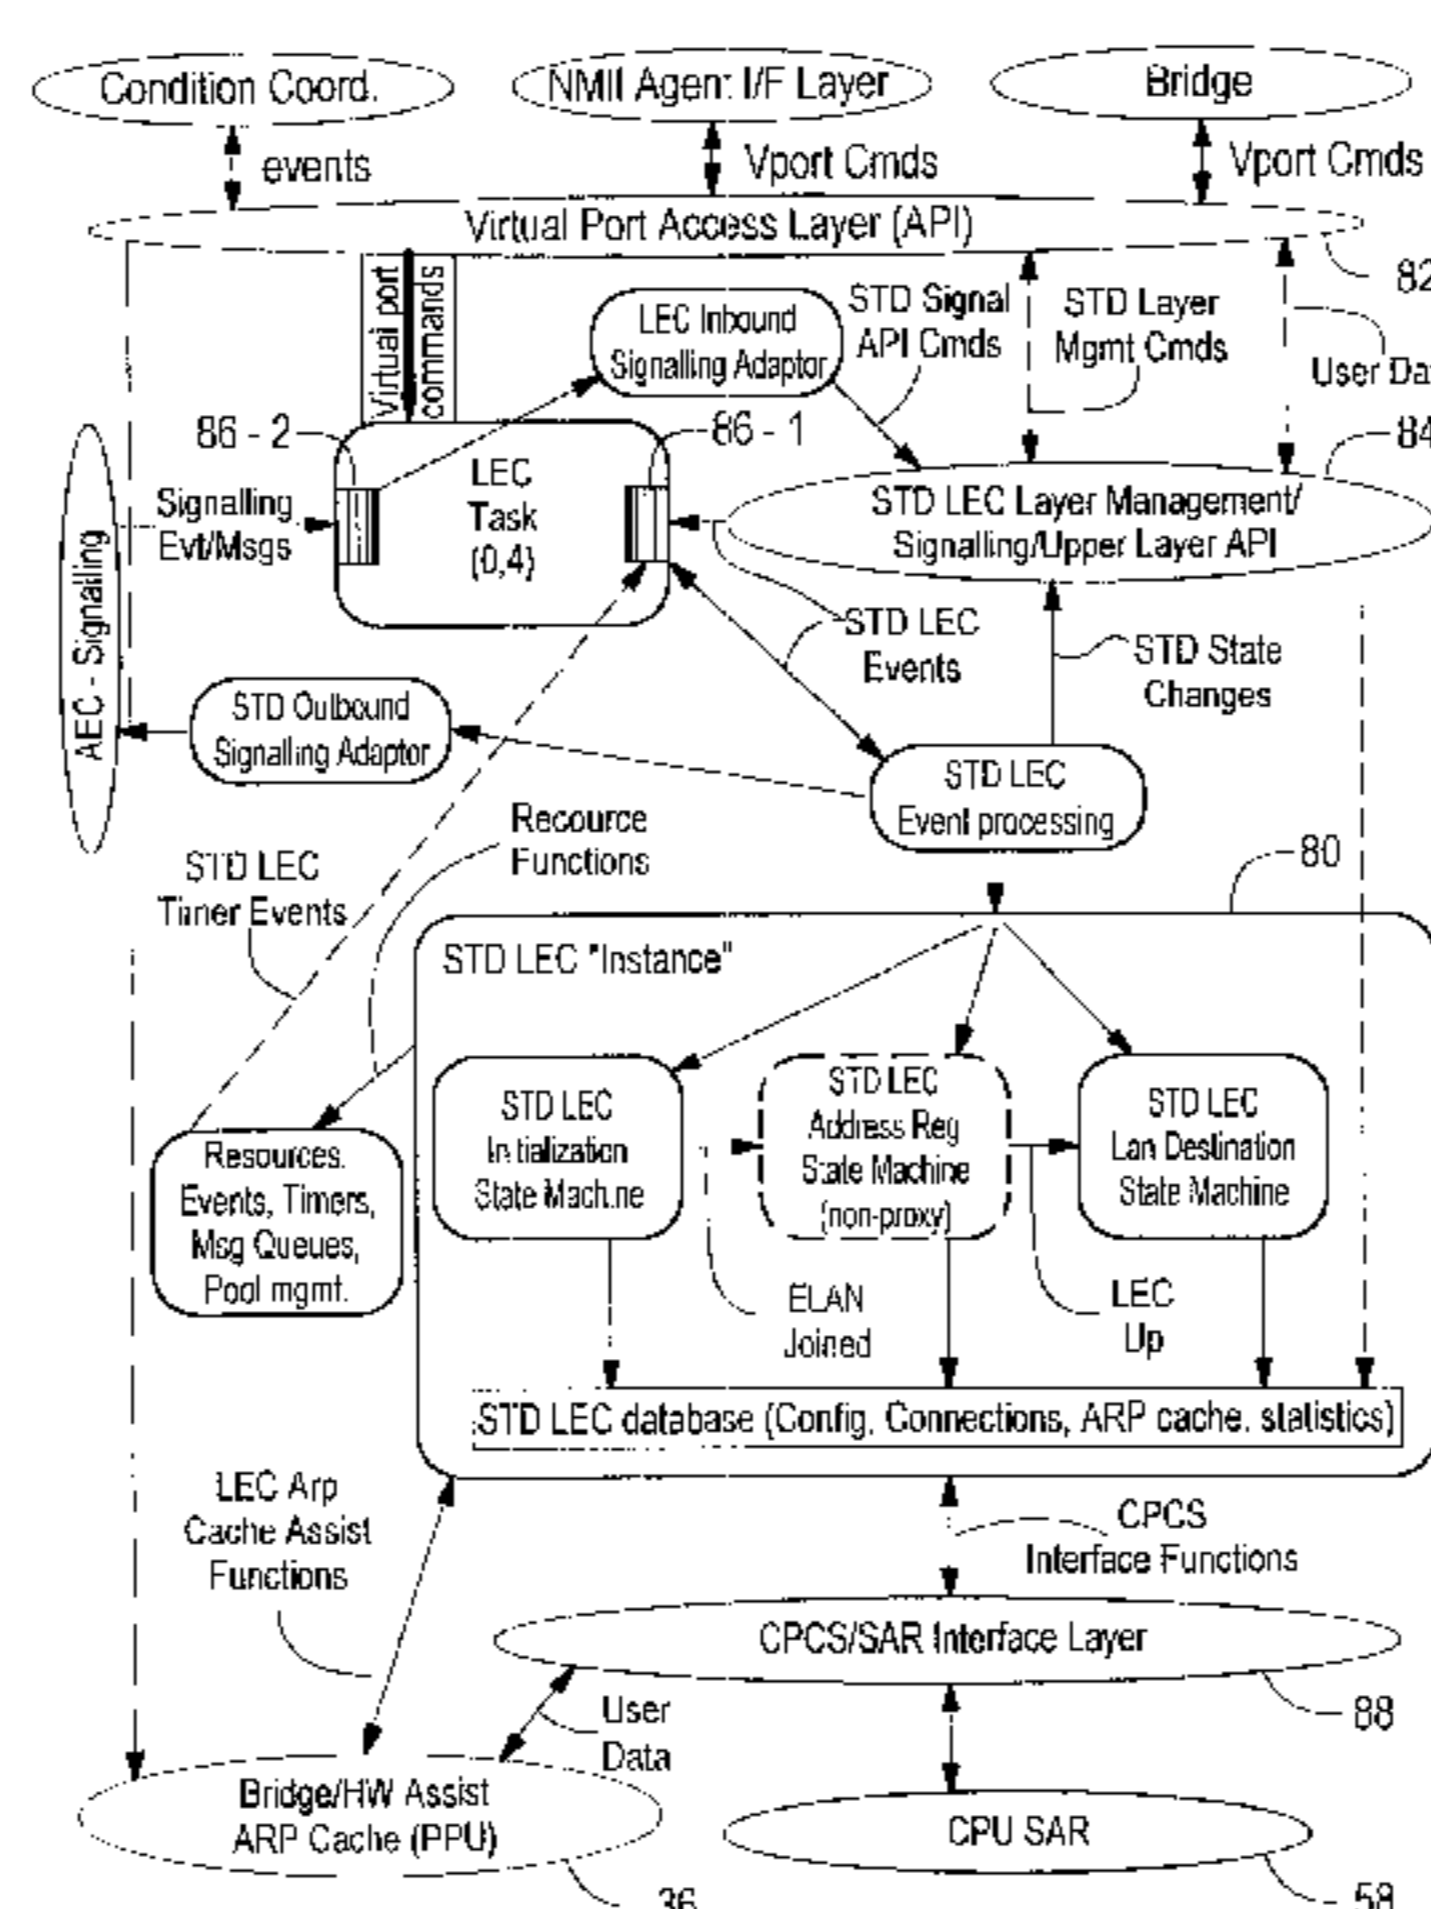 Condition Coord.
NMII Agent I/F Layer
Bridge
events
Vport Cmds
Vport Cmds
Virtual Port Access Layer (API)
82
Virtual port
commands
LEC Inbound
Signalling Adaptor
STD Signal
API Cmds
STD Layer
Mgmt Cmds
User Da
86 - 2
86 - 1
84
LEC
Task
(0,4)
Signalling
Evt/Msgs
STD LEC Layer Management/
Signalling/Upper Layer API
AEC - Signalling
STD LEC
Events
STD State
Changes
STD Outbound
Signalling Adaptor
STD LEC
Event processing
Recource
Functions
80
STD LEC
Timer Events
STD LEC "Instance"
STD LEC
Initialization
State Machine
STD LEC
Address Reg
State Machine
(non-proxy)
STD LEC
Lan Destination
State Machine
Resources.
Events, Timers,
Msg Queues,
Pool mgmt.
ELAN
Joined
LEC
Up
STD LEC database (Config, Connections, ARP cache, statistics)
LEC Arp
Cache Assist
Functions
CPCS
Interface Functions
CPCS/SAR Interface Layer
88
User
Data
Bridge/HW Assist
ARP Cache (PPU)
CPU SAR
36
58